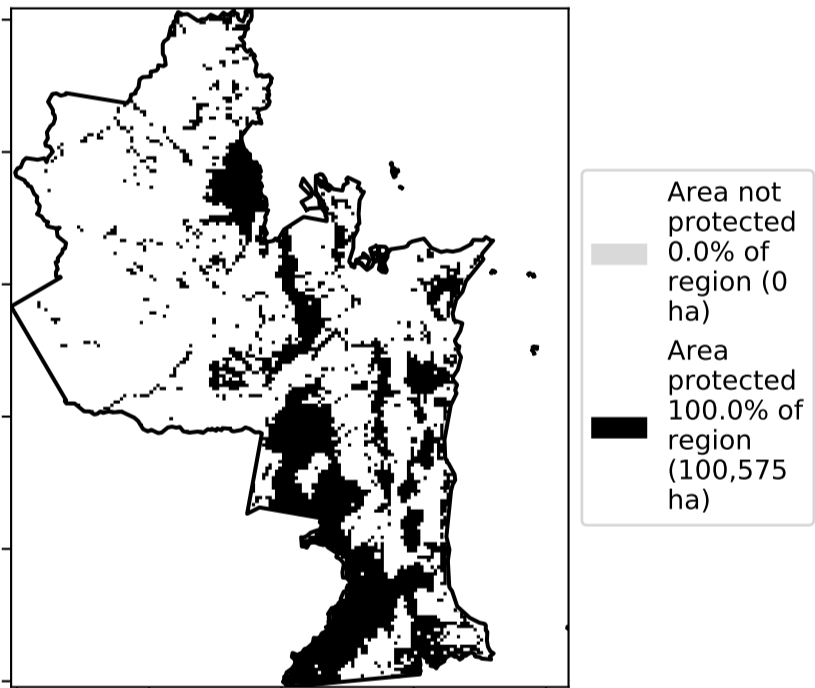 Area not
protected
0.0% of
region (0
ha)
Area
protected
100.0% of
region
(100,575
ha)